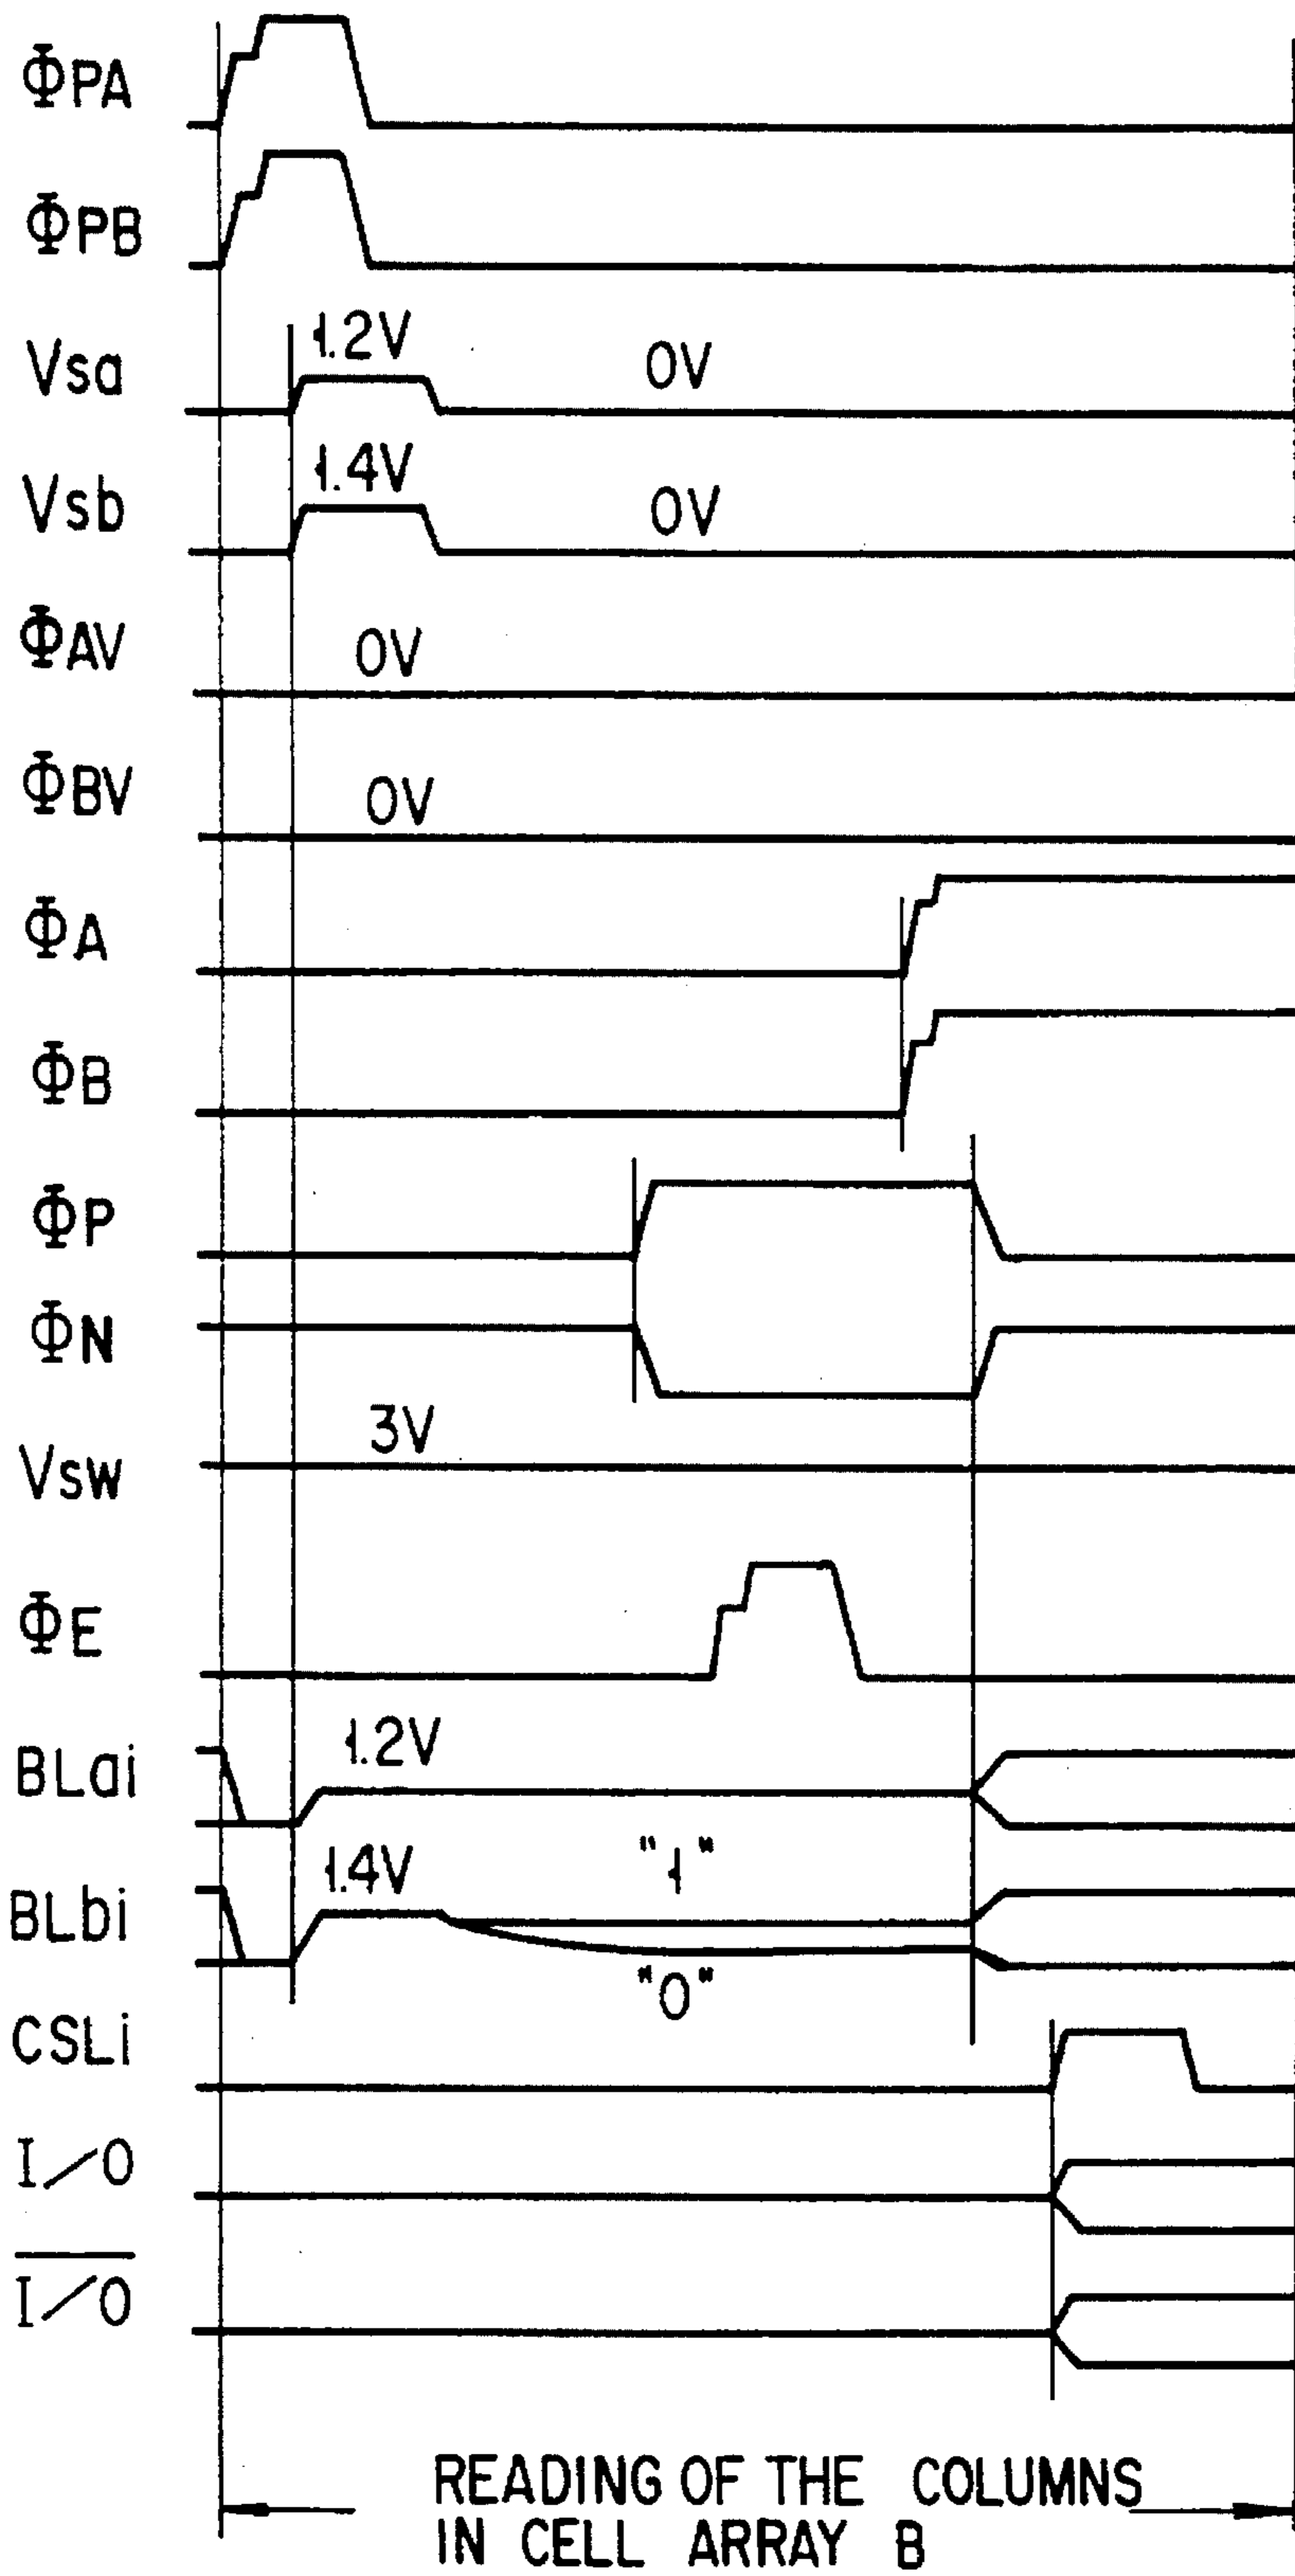 ΦPA
ΦPB
Vsa 1.2V 0V
Vsb 1.4V 0V
ΦAV 0V
ΦBV 0V
ΦA
ΦB
ΦP
ΦN
Vsw 3V
ΦE
BLai 1.2V
BLbi 1.4V "1"
"0"
CSLi
I/O
I/O
READING OF THE COLUMNS
IN CELL ARRAY B